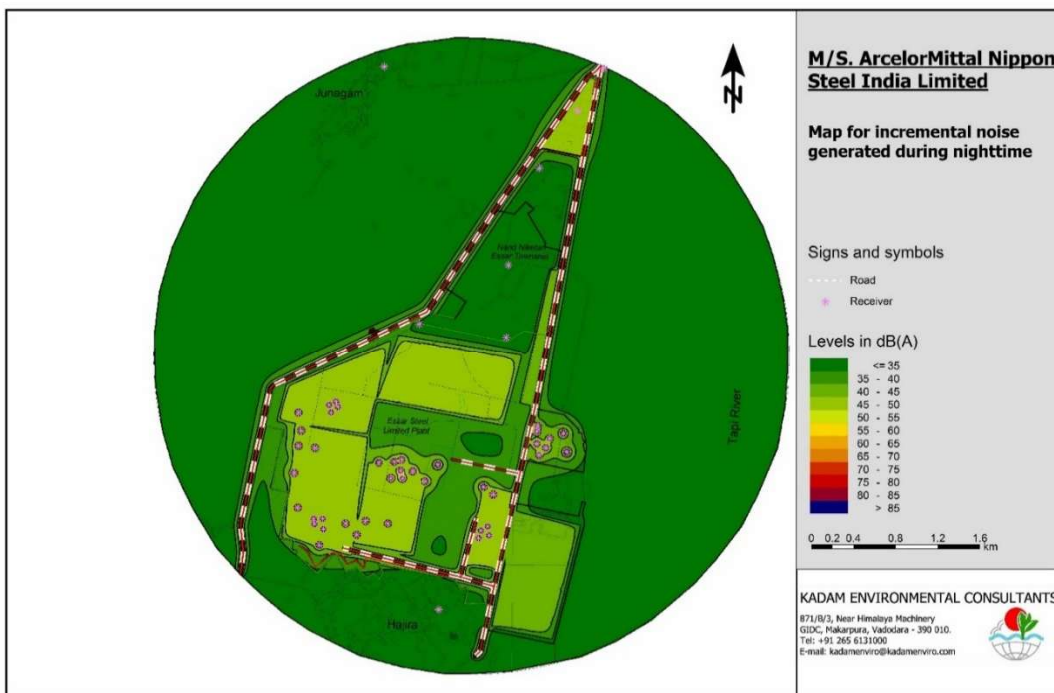 M/S. ArcelorMittal Nippon
Steel India Limited
Map for incremental noise
generated during nighttime
N
Signs and symbols
Road
Receiver
Levels in dB(A)
<= 35
35 - 40
40 - 45
45 - 50
50 - 55
55 - 60
60 - 65
65 - 70
70 - 75
75 - 80
80 - 85
> 85
0 0.2 0.4 0.8 1.2 1.6
km
KADAM ENVIRONMENTAL CONSULTANTS
871/B/3, Near Himalaya Machinery
GIDC, Makarpura, Vadodara - 390 010.
Tel: +91 265 6131000
E-mail: kadamenviro@kadamenviro.com
Junagam
Essar Township
Essar Steel
Limited Plant
Tapi River
Hajira